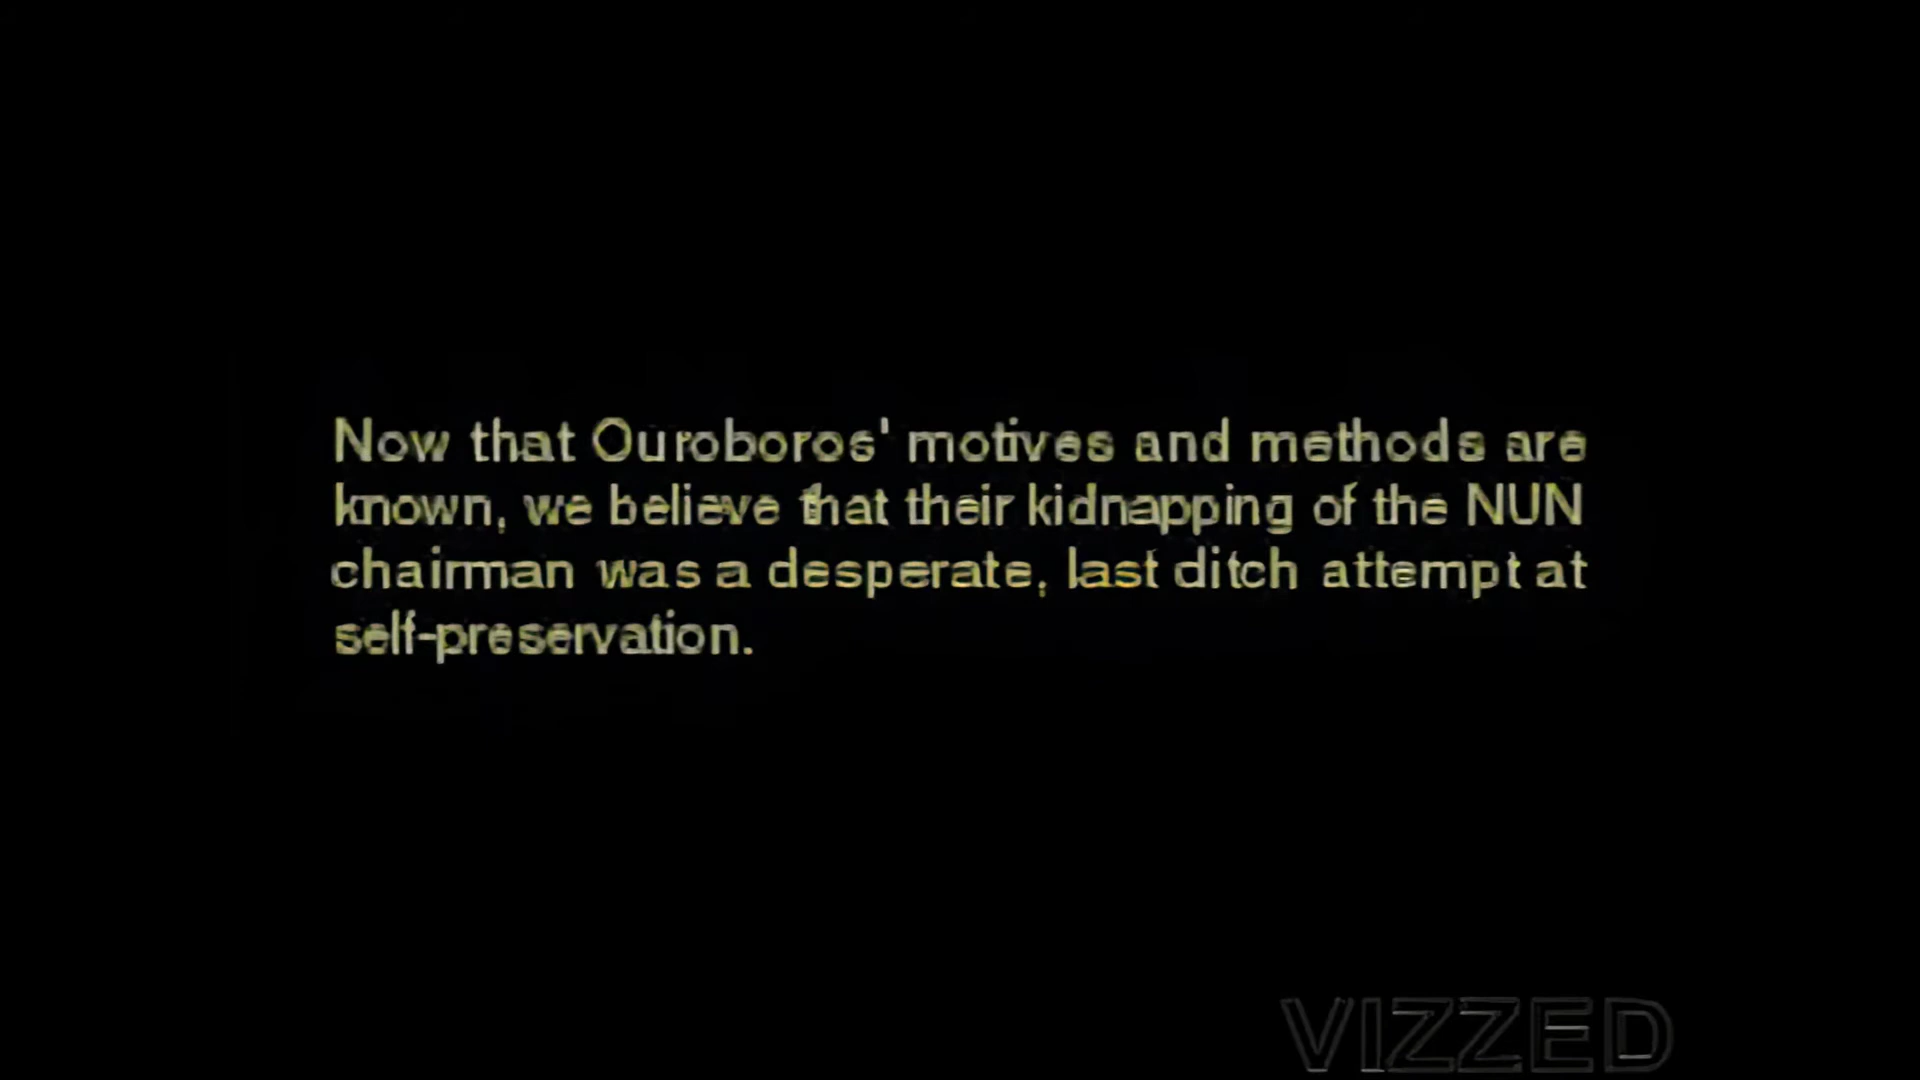 Now that Ouroboros' motives and methods are
known, we believe that their kidnapping of the NUN
chairman was a desperate, last ditch attempt at
self-preservation.
VIZZED